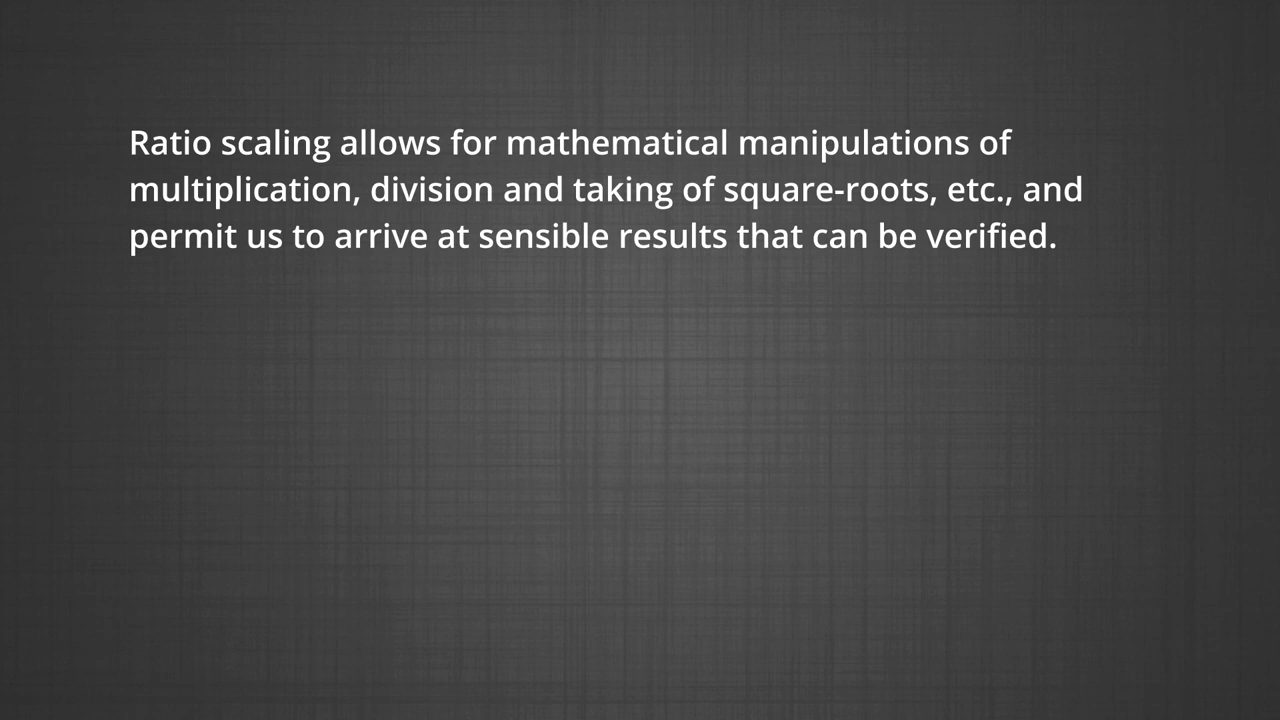 Ratio scaling allows for mathematical manipulations of
multiplication, division and taking of square-roots, etc., and
permit us to arrive at sensible results that can be verified.